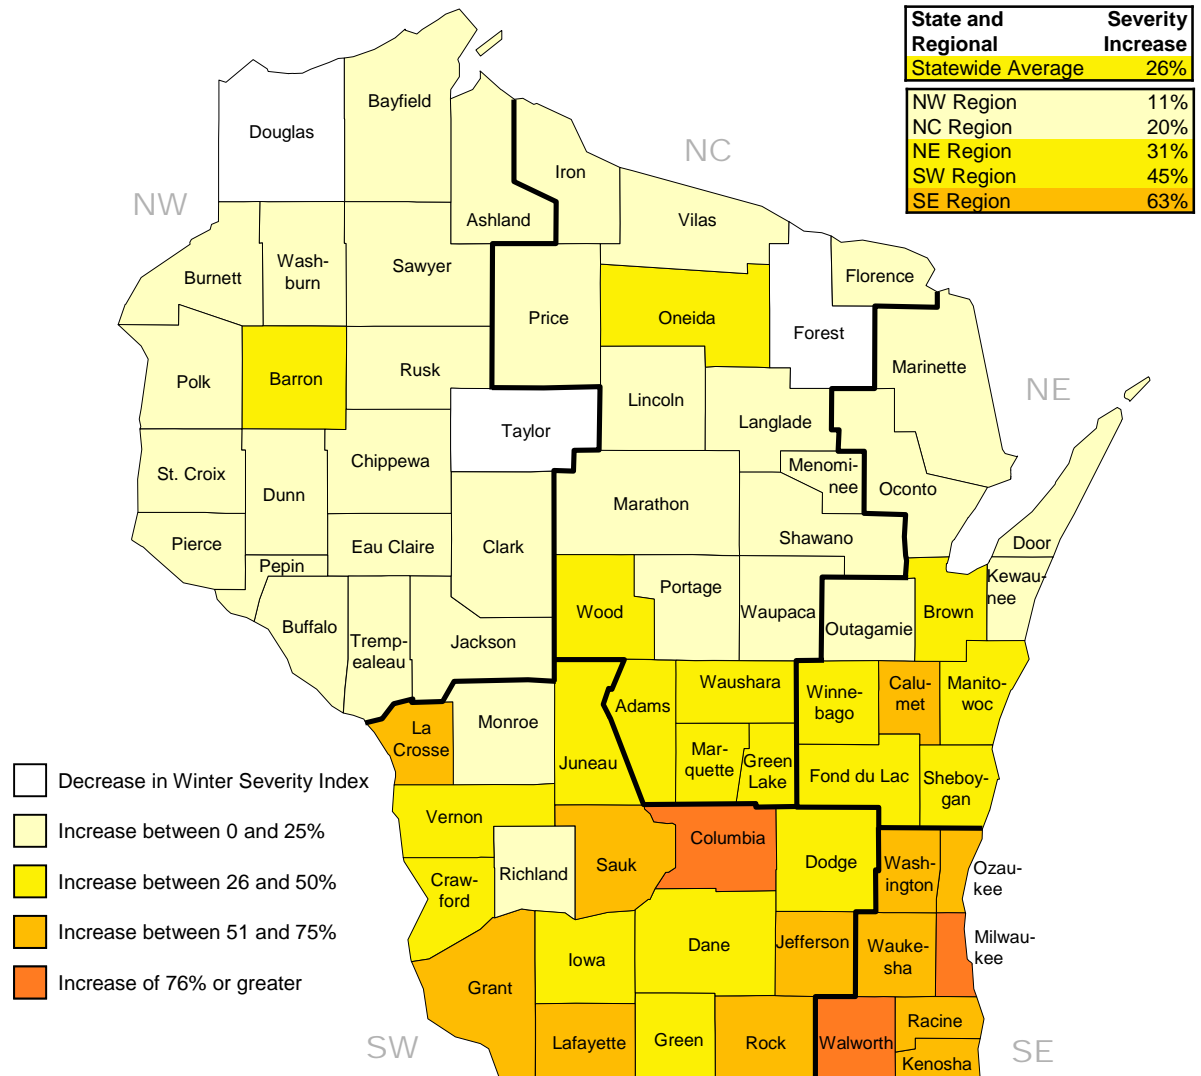 State and Severity
Regional Increase
Statewide Average 26%
NW Region 11%
NC Region 20%
NE Region 31%
SW Region 45%
SE Region 63%
NW
NC
NE
SW
SE
Douglas
Bayfield
Ashland
Iron
Vilas
Burnett
Wash-
burn
Sawyer
Price
Oneida
Forest
Florence
Marinette
Polk
Barron
Rusk
Lincoln
Langlade
Taylor
Chippewa
St. Croix
Dunn
Menomi-
nee
Oconto
Marathon
Shawano
Pierce
Pepin
Eau Claire
Clark
Door
Kewau-
nee
Wood
Portage
Waupaca
Outagamie
Brown
Buffalo
Tremp-
ealeau
Jackson
Waushara
Adams
Winne-
bago
Calu-
met
Manito-
woc
La
Crosse
Monroe
Juneau
Mar-
quette
Green
Lake
Fond du Lac
Sheboy-
gan
Vernon
Richland
Sauk
Columbia
Dodge
Wash-
ington
Ozau-
kee
Craw-
ford
Iowa
Dane
Jefferson
Wauke-
sha
Milwau-
kee
Grant
Lafayette
Green
Rock
Walworth
Racine
Kenosha
Decrease in Winter Severity Index
Increase between 0 and 25%
Increase between 26 and 50%
Increase between 51 and 75%
Increase of 76% or greater